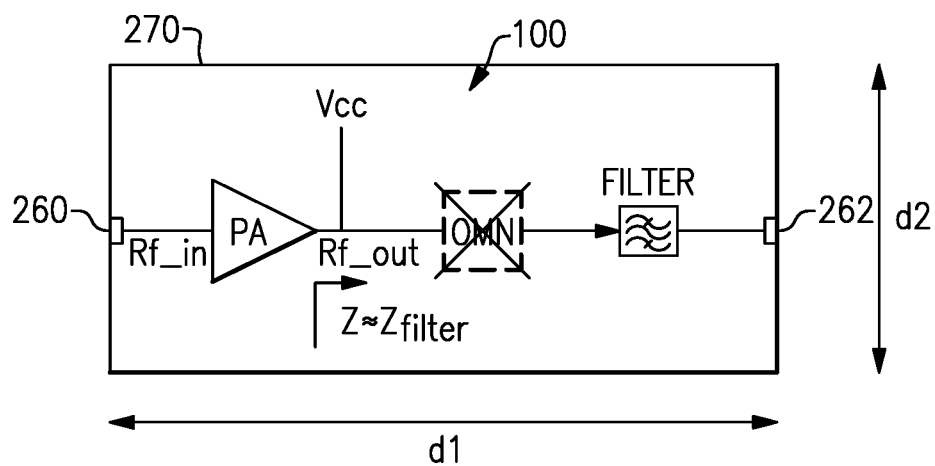 270
100
Vcc
FILTER
260
PA
OMN
262
d2
Rf_in
Rf_out
Z≈Zfilter
d1